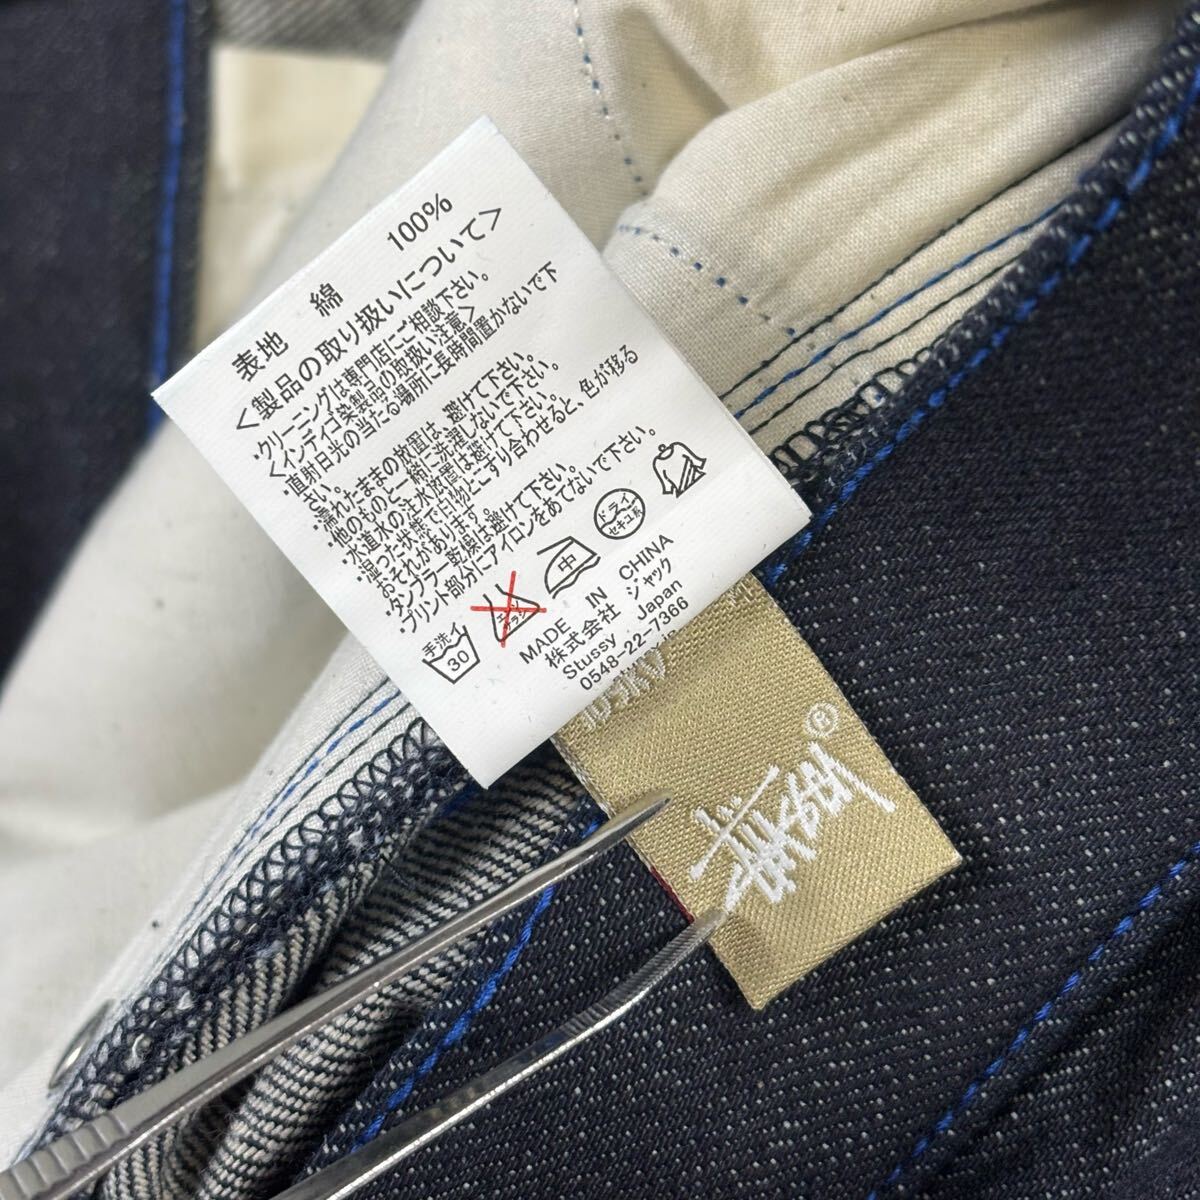 表地 綿 100%
<製品の取り扱いについて>
・クリーニングは専門店にご相談下さい。
<インディゴ染製品の取扱い注意>
・直射日光の当たる場所に長時間置かないで下
さい。
・濡れたままの放置は、避けて下さい。
・他のものと一緒に洗濯しないで下さい。
・水道水の注水放置は避けて下さい。
・湿った状態で白物とこすり合わせると、色が移る
おそれがあります。
・タンブラー乾燥は避けて下さい。
・プリント部分にアイロンをあてないで下さい。
手洗イ
30
エンソ
サラシ
中
ドライ
セキユ系
MADE IN CHINA
株式会社 ジャック
Stussy Japan
0548-22-7366
Stüssy®